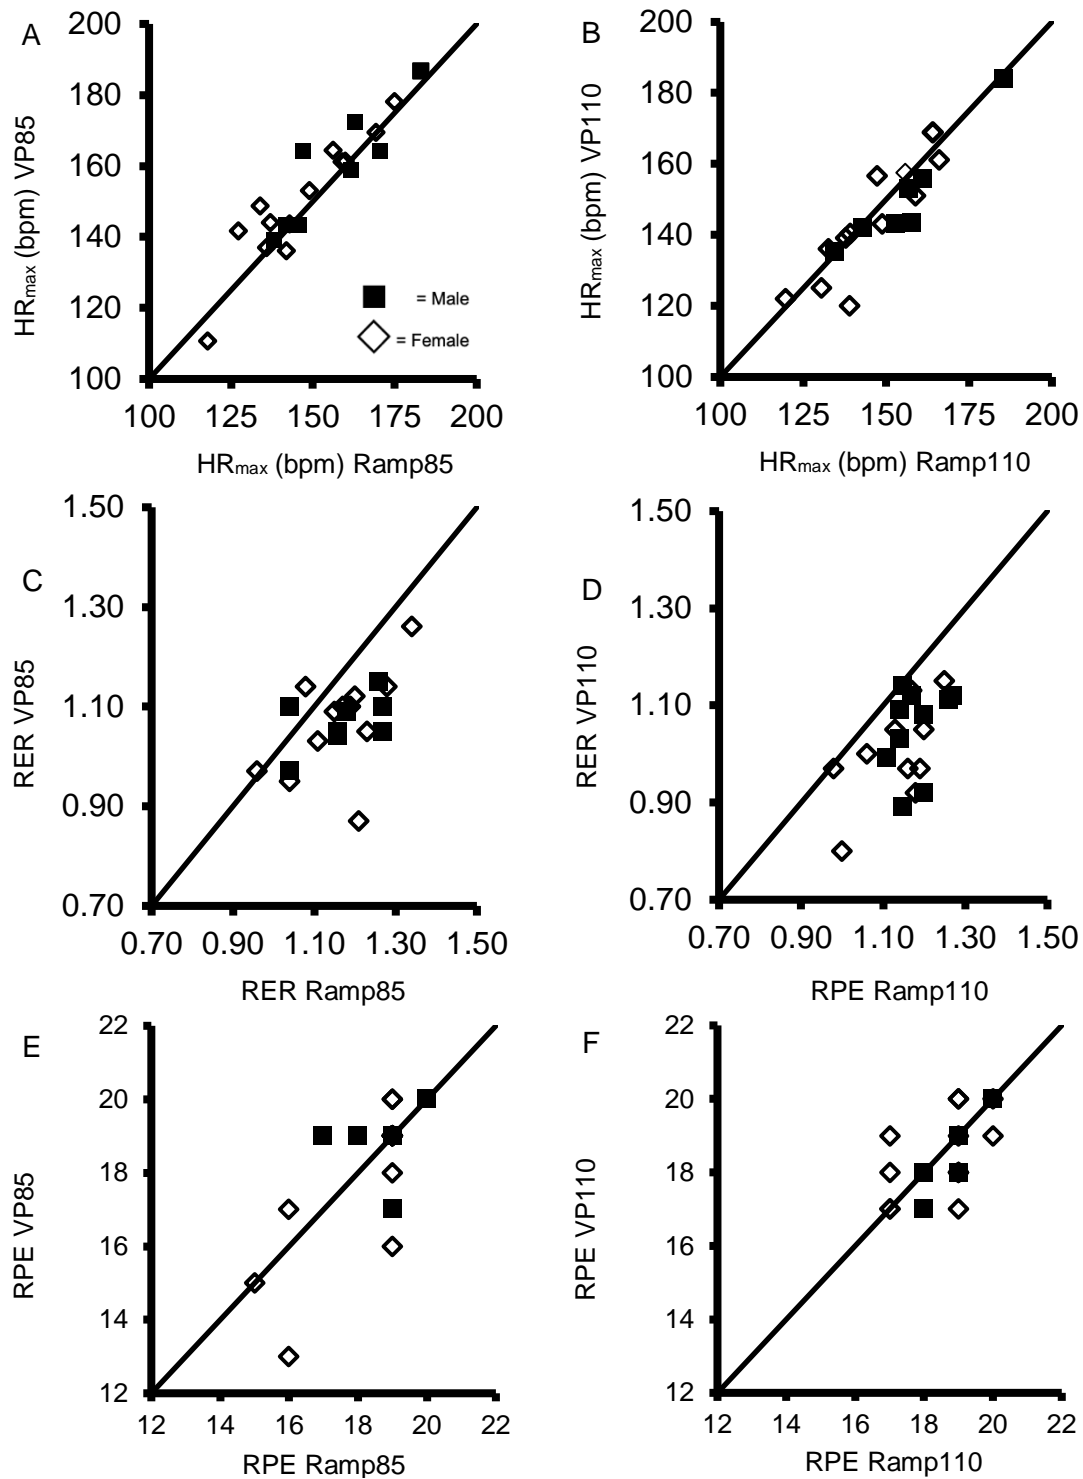 A
200
180
160
140
120
100
HRmax (bpm) VP85
= Male
= Female
100 125 150 175 200
HRmax (bpm) Ramp85
B
200
180
160
140
120
100
HRmax (bpm) VP110
100 125 150 175 200
HRmax (bpm) Ramp110
C
1.50
1.30
1.10
0.90
0.70
RER VP85
0.70 0.90 1.10 1.30 1.50
RER Ramp85
D
1.50
1.30
1.10
0.90
0.70
RER VP110
0.70 0.90 1.10 1.30 1.50
RPE Ramp110
E
22
20
18
16
14
12
RPE VP85
12 14 16 18 20 22
RPE Ramp85
F
22
20
18
16
14
12
RPE VP110
12 14 16 18 20 22
RPE Ramp110